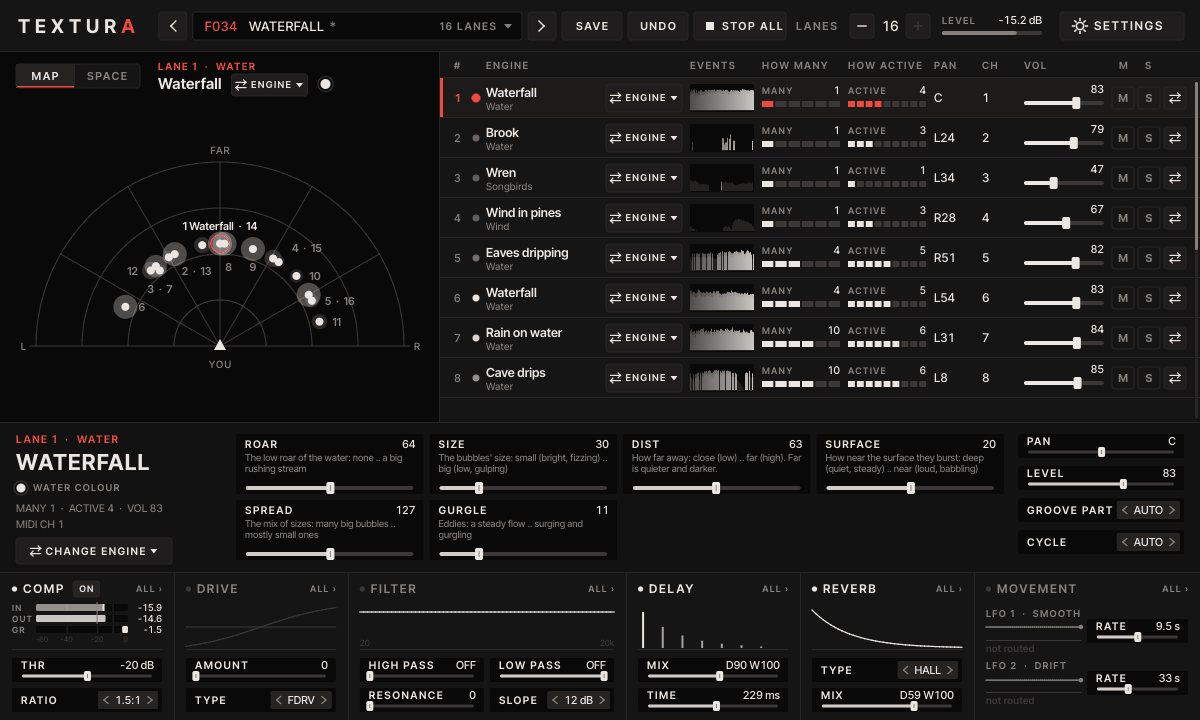 TEXTURA
F034 WATERFALL * 16 LANES
SAVE UNDO STOP ALL LANES 16 LEVEL -15.2 dB SETTINGS
MAP SPACE
LANE 1 · WATER
Waterfall ENGINE
FAR
1 Waterfall · 14
4 · 15
12
2 · 13
8
9
10
3 · 7
6
5 · 16
11
L
R
YOU
# ENGINE EVENTS HOW MANY HOW ACTIVE PAN CH VOL M S
1 Waterfall Water ENGINE MANY 1 ACTIVE 4 C 1 83 M S
2 Brook Water ENGINE MANY 1 ACTIVE 3 L24 2 79 M S
3 Wren Songbirds ENGINE MANY 1 ACTIVE 1 L34 3 47 M S
4 Wind in pines Wind ENGINE MANY 1 ACTIVE 3 R28 4 67 M S
5 Eaves dripping Water ENGINE MANY 4 ACTIVE 5 R51 5 82 M S
6 Waterfall Water ENGINE MANY 4 ACTIVE 5 L54 6 83 M S
7 Rain on water Water ENGINE MANY 10 ACTIVE 6 L31 7 84 M S
8 Cave drips Water ENGINE MANY 10 ACTIVE 6 L8 8 85 M S
LANE 1 · WATER
WATERFALL
WATER COLOUR
MANY 1 · ACTIVE 4 · VOL 83
MIDI CH 1
CHANGE ENGINE
ROAR 64
The low roar of the water: none .. a big
rushing stream
SIZE 30
The bubbles' size: small (bright, fizzing) ..
big (low, gulping)
DIST 63
How far away: close (low) .. far (high). Far
is quieter and darker.
SURFACE 20
How near the surface they burst: deep
(quiet, steady) .. near (loud, babbling)
SPREAD 127
The mix of sizes: many big bubbles ..
mostly small ones
GURGLE 11
Eddies: a steady flow .. surging and
gurgling
PAN C
LEVEL 83
GROOVE PART AUTO
CYCLE AUTO
COMP ON ALL ›
IN -15.9
OUT -14.6
GR -1.5
-60 -40 -20 0
THR -20 dB
RATIO 1.5:1
DRIVE ALL ›
AMOUNT 0
TYPE FDRV
FILTER ALL ›
20 20k
HIGH PASS OFF
LOW PASS OFF
RESONANCE 0
SLOPE 12 dB
DELAY ALL ›
MIX D90 W100
TIME 229 ms
REVERB ALL ›
TYPE HALL
MIX D59 W100
MOVEMENT ALL ›
LFO 1 · SMOOTH
RATE 9.5 s
not routed
LFO 2 · DRIFT
RATE 33 s
not routed